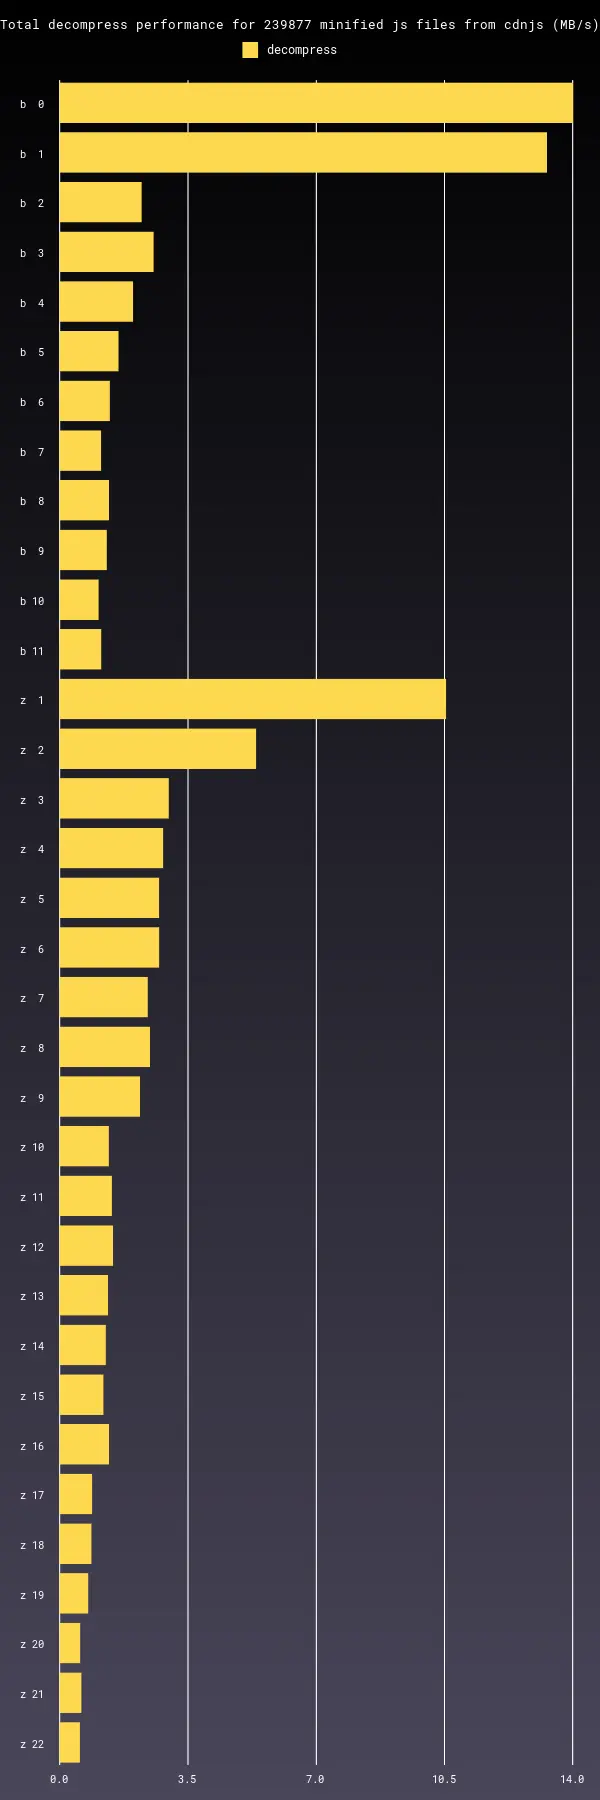 Total decompress performance for 239877 minified js files from cdnjs (MB/s)
decompress
b 0
b 1
b 2
b 3
b 4
b 5
b 6
b 7
b 8
b 9
b 10
b 11
z 1
z 2
z 3
z 4
z 5
z 6
z 7
z 8
z 9
z 10
z 11
z 12
z 13
z 14
z 15
z 16
z 17
z 18
z 19
z 20
z 21
z 22
0.0 3.5 7.0 10.5 14.0